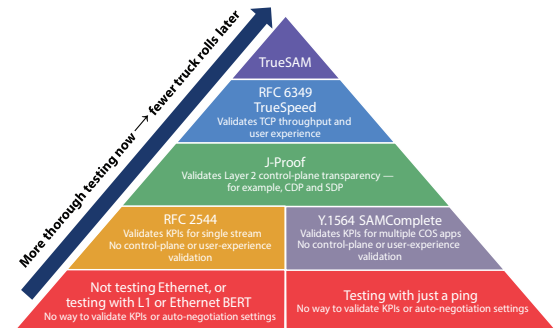 More thorough testing now → fewer truck rolls later
TrueSAM
RFC 6349
TrueSpeed
Validates TCP throughput and
user experience
J-Proof
Validates Layer 2 control-plane transparency —
for example, CDP and SDP
RFC 2544
Validates KPIs for single stream
No control-plane or user-experience
validation
Y.1564 SAMComplete
Validates KPIs for multiple COS apps
No control-plane or user-experience
validation
Not testing Ethernet, or
testing with L1 or Ethernet BERT
No way to validate KPIs or auto-negotiation settings
Testing with just a ping
No way to validate KPIs or auto-negotiation settings